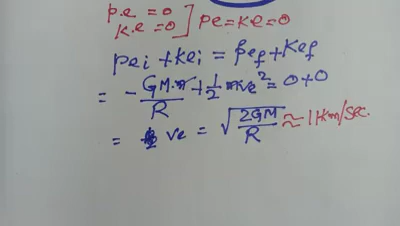 p.e = 0
K.e = 0 ] pe = Ke = 0
pei + kei = pef + Kef
= - GM.m/R + 1/2 mve² = 0 + 0
= ve = √2GM/R ≈ 11Km/Sec.